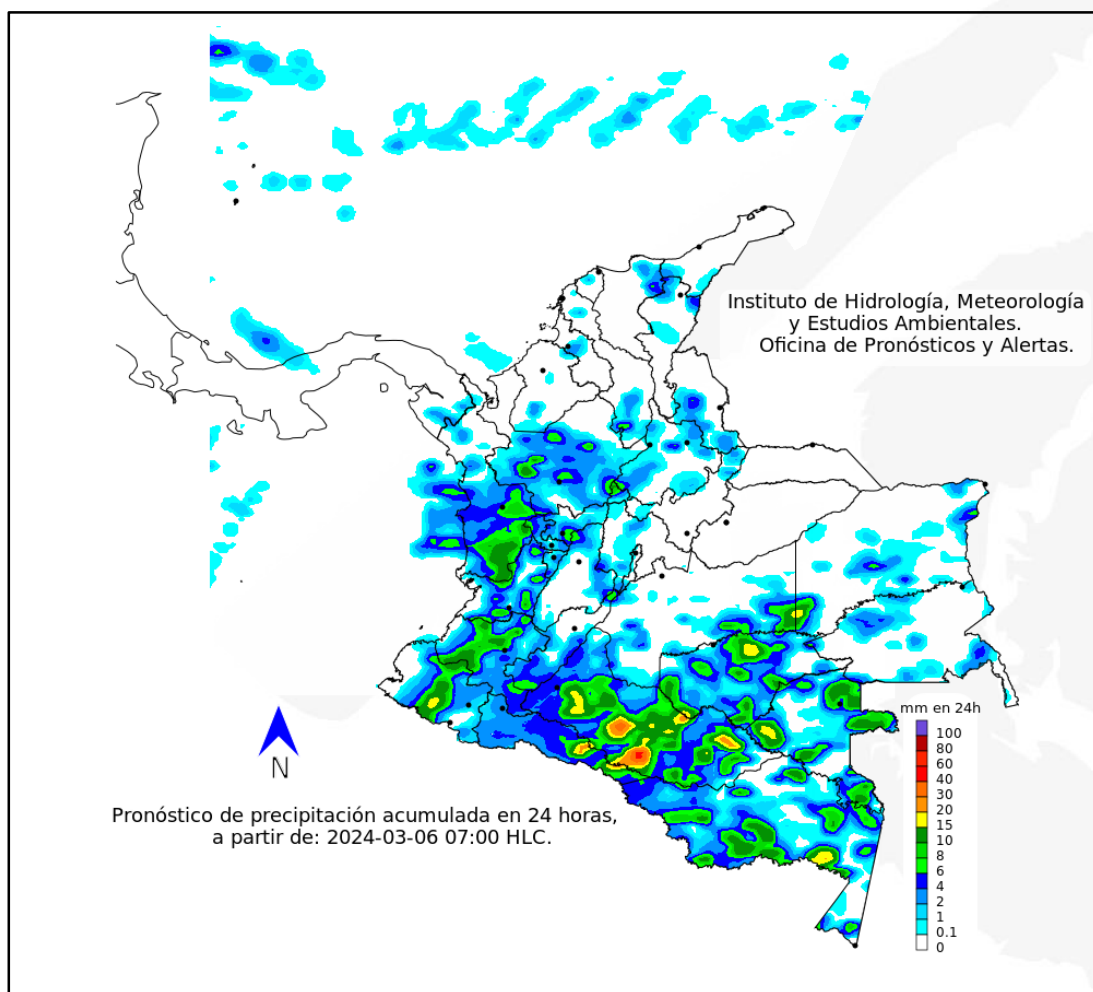 Instituto de Hidrología, Meteorología
y Estudios Ambientales.
Oficina de Pronósticos y Alertas.
mm en 24h
100
80
60
40
30
20
15
10
8
6
4
2
1
0.1
0
N
Pronóstico de precipitación acumulada en 24 horas,
a partir de: 2024-03-06 07:00 HLC.